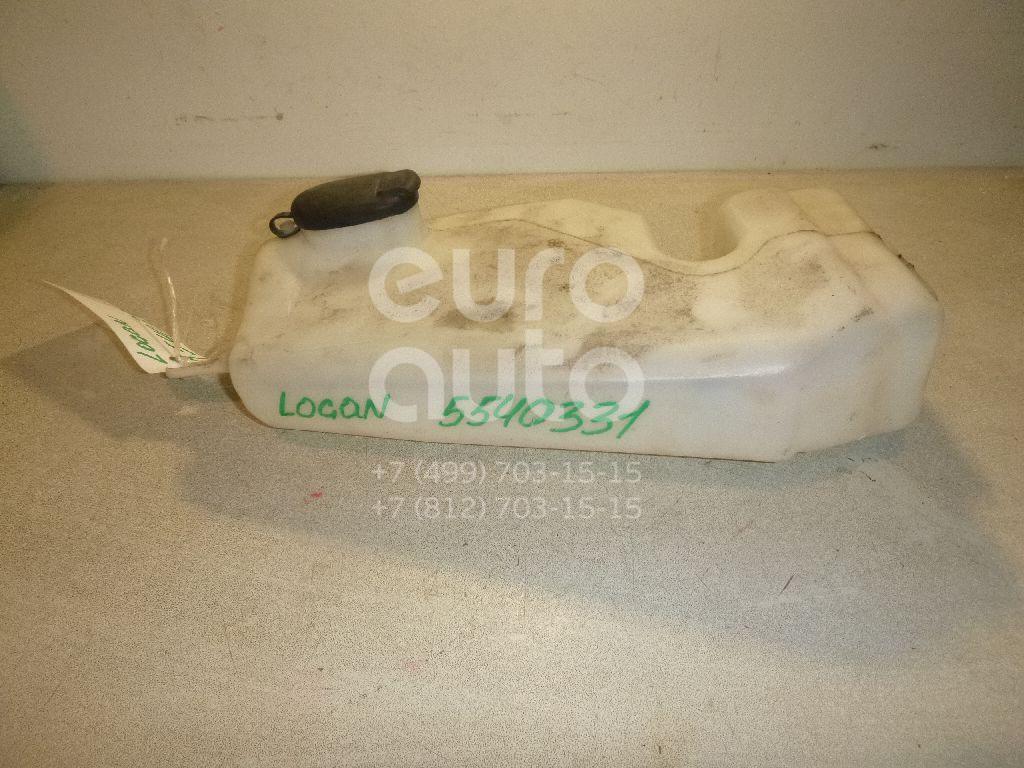 euro
auto
LOGAN 5540331
+7 (499) 703-15-15
+7 (812) 703-15-15